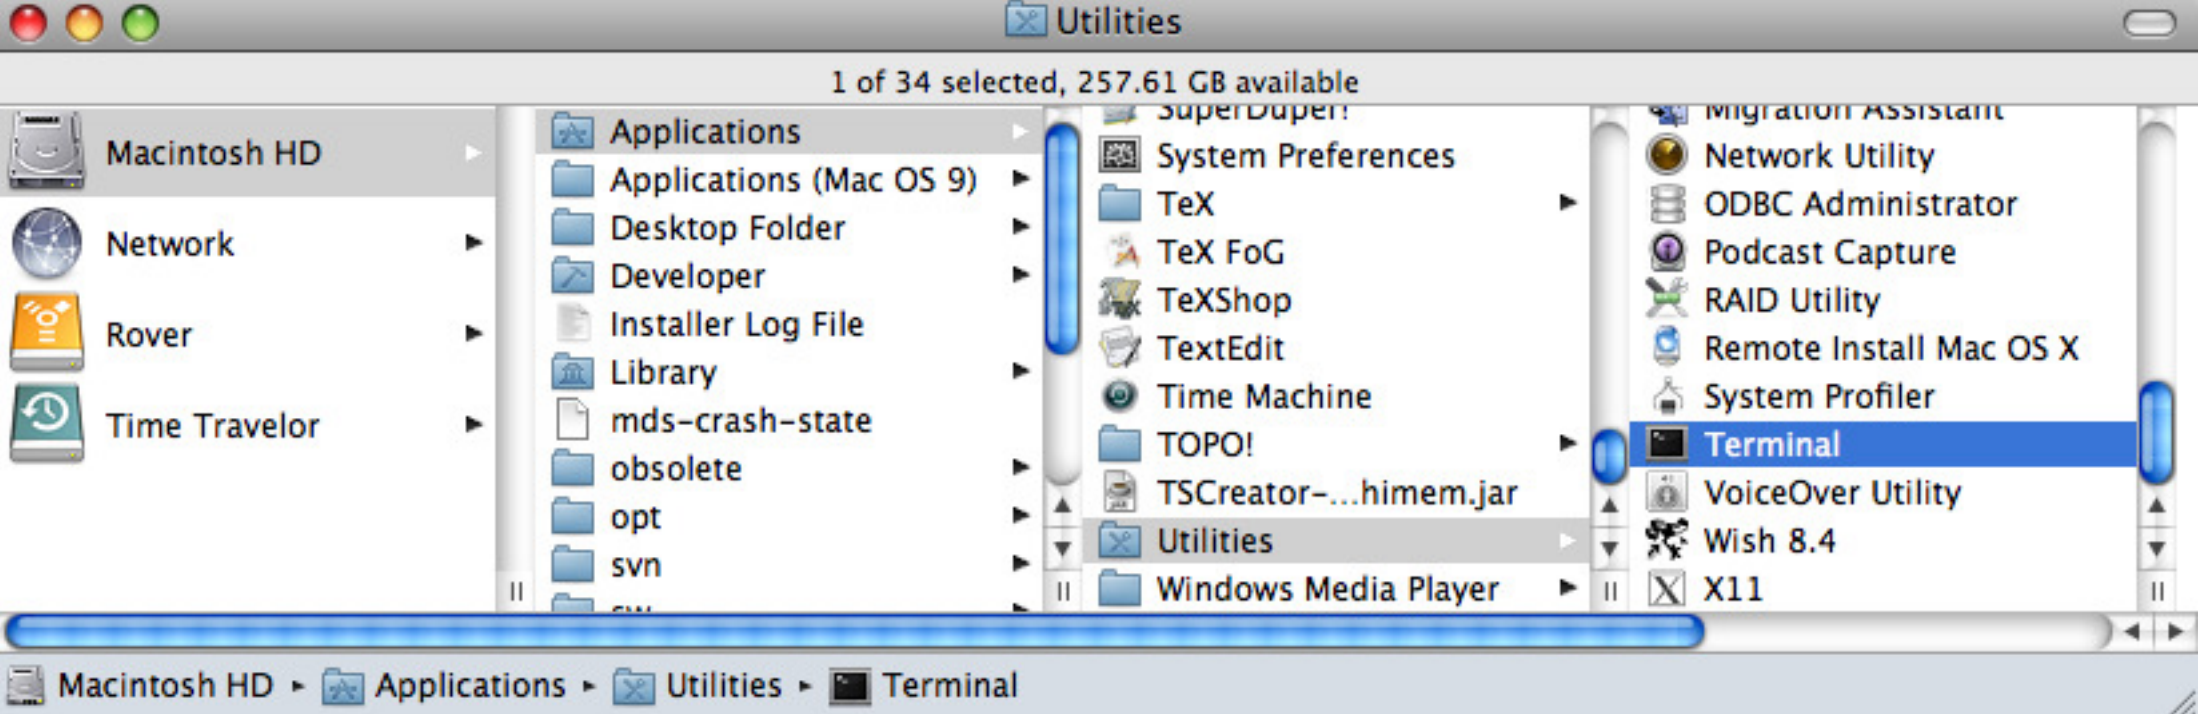 Utilities
1 of 34 selected, 257.61 GB available
Macintosh HD
Network
Rover
Time Travelor
Applications
Applications (Mac OS 9)
Desktop Folder
Developer
Installer Log File
Library
mds-crash-state
obsolete
opt
svn
sw
SuperDuper!
System Preferences
TeX
TeX FoG
TeXShop
TextEdit
Time Machine
TOPO!
TSCreator-...himem.jar
Utilities
Windows Media Player
Migration Assistant
Network Utility
ODBC Administrator
Podcast Capture
RAID Utility
Remote Install Mac OS X
System Profiler
Terminal
VoiceOver Utility
Wish 8.4
X11
Macintosh HD ▸ Applications ▸ Utilities ▸ Terminal